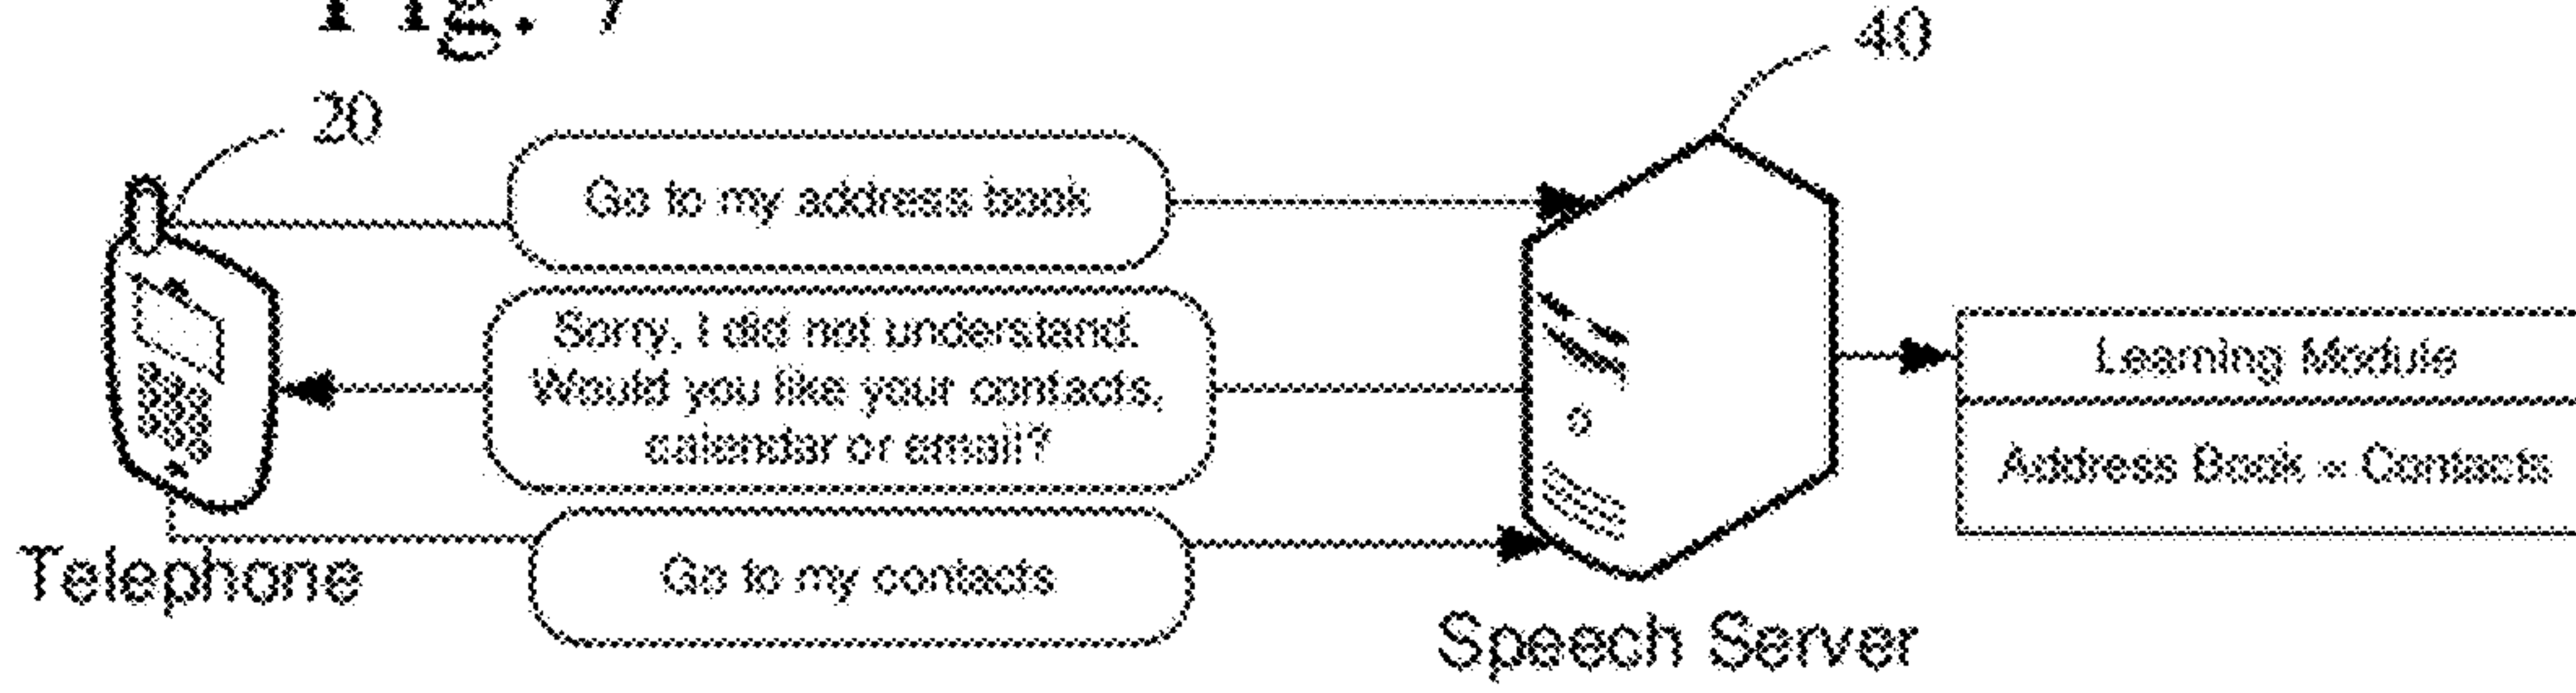 Fig. 7
40
20
Go to my address book
Sorry, I did not understand.
Would you like your contacts,
calendar or email?
Learning Module
Address Book = Contacts
Go to my contacts
Telephone
Speech Server